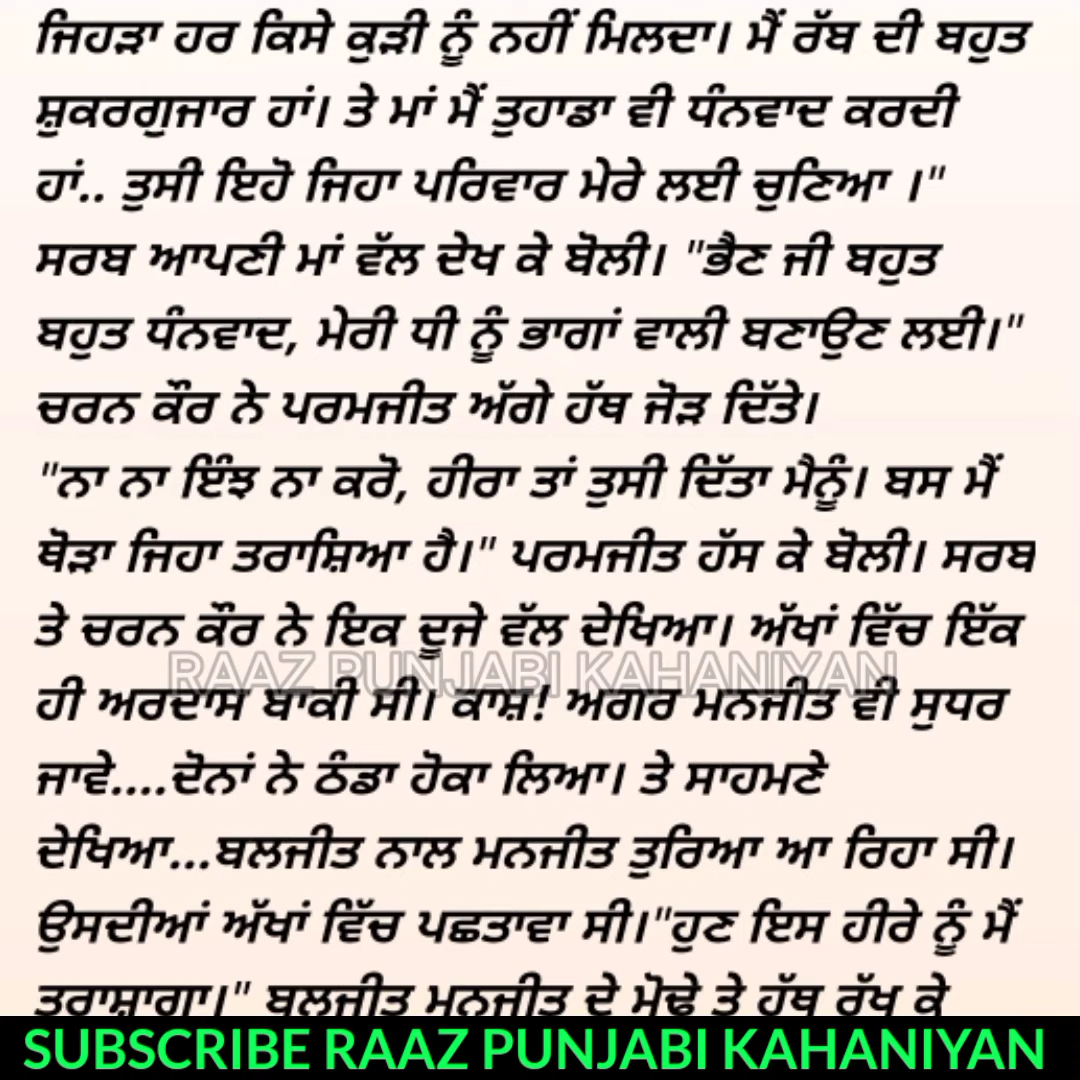 ਜਿਹੜਾ ਹਰ ਕਿਸੇ ਕੁੜੀ ਨੂੰ ਨਹੀਂ ਮਿਲਦਾ। ਮੈਂ ਰੱਬ ਦੀ ਬਹੁਤ
ਸ਼ੁਕਰਗੁਜਾਰ ਹਾਂ। ਤੇ ਮਾਂ ਮੈਂ ਤੁਹਾਡਾ ਵੀ ਧੰਨਵਾਦ ਕਰਦੀ
ਹਾਂ.. ਤੁਸੀ ਇਹੋ ਜਿਹਾ ਪਰਿਵਾਰ ਮੇਰੇ ਲਈ ਚੁਣਿਆ ।"
ਸਰਬ ਆਪਣੀ ਮਾਂ ਵੱਲ ਦੇਖ ਕੇ ਬੋਲੀ। "ਭੈਣ ਜੀ ਬਹੁਤ
ਬਹੁਤ ਧੰਨਵਾਦ, ਮੇਰੀ ਧੀ ਨੂੰ ਭਾਗਾਂ ਵਾਲੀ ਬਣਾਉਣ ਲਈ।"
ਚਰਨ ਕੌਰ ਨੇ ਪਰਮਜੀਤ ਅੱਗੇ ਹੱਥ ਜੋੜ ਦਿੱਤੇ।
"ਨਾ ਨਾ ਇੰਝ ਨਾ ਕਰੋ, ਹੀਰਾ ਤਾਂ ਤੁਸੀ ਦਿੱਤਾ ਮੈਨੂੰ। ਬਸ ਮੈਂ
ਥੋੜਾ ਜਿਹਾ ਤਰਾਸ਼ਿਆ ਹੈ।" ਪਰਮਜੀਤ ਹੱਸ ਕੇ ਬੋਲੀ। ਸਰਬ
ਤੇ ਚਰਨ ਕੌਰ ਨੇ ਇਕ ਦੂਜੇ ਵੱਲ ਦੇਖਿਆ। ਅੱਖਾਂ ਵਿੱਚ ਇੱਕ
RAAZ PUNJABI KAHANIYAN
ਹੀ ਅਰਦਾਸ ਬਾਕੀ ਸੀ। ਕਾਸ਼! ਅਗਰ ਮਨਜੀਤ ਵੀ ਸੁਧਰ
ਜਾਵੇ....ਦੋਨਾਂ ਨੇ ਠੰਡਾ ਹੋਕਾ ਲਿਆ। ਤੇ ਸਾਹਮਣੇ
ਦੇਖਿਆ...ਬਲਜੀਤ ਨਾਲ ਮਨਜੀਤ ਤੁਰਿਆ ਆ ਰਿਹਾ ਸੀ।
ਉਸਦੀਆਂ ਅੱਖਾਂ ਵਿੱਚ ਪਛਤਾਵਾ ਸੀ।"ਹੁਣ ਇਸ ਹੀਰੇ ਨੂੰ ਮੈਂ
ਤਰਾਸ਼ਾਗਾ।" ਬਲਜੀਤ ਮਨਜੀਤ ਦੇ ਮੋਢੇ ਤੇ ਹੱਥ ਰੱਖ ਕੇ
SUBSCRIBE RAAZ PUNJABI KAHANIYAN